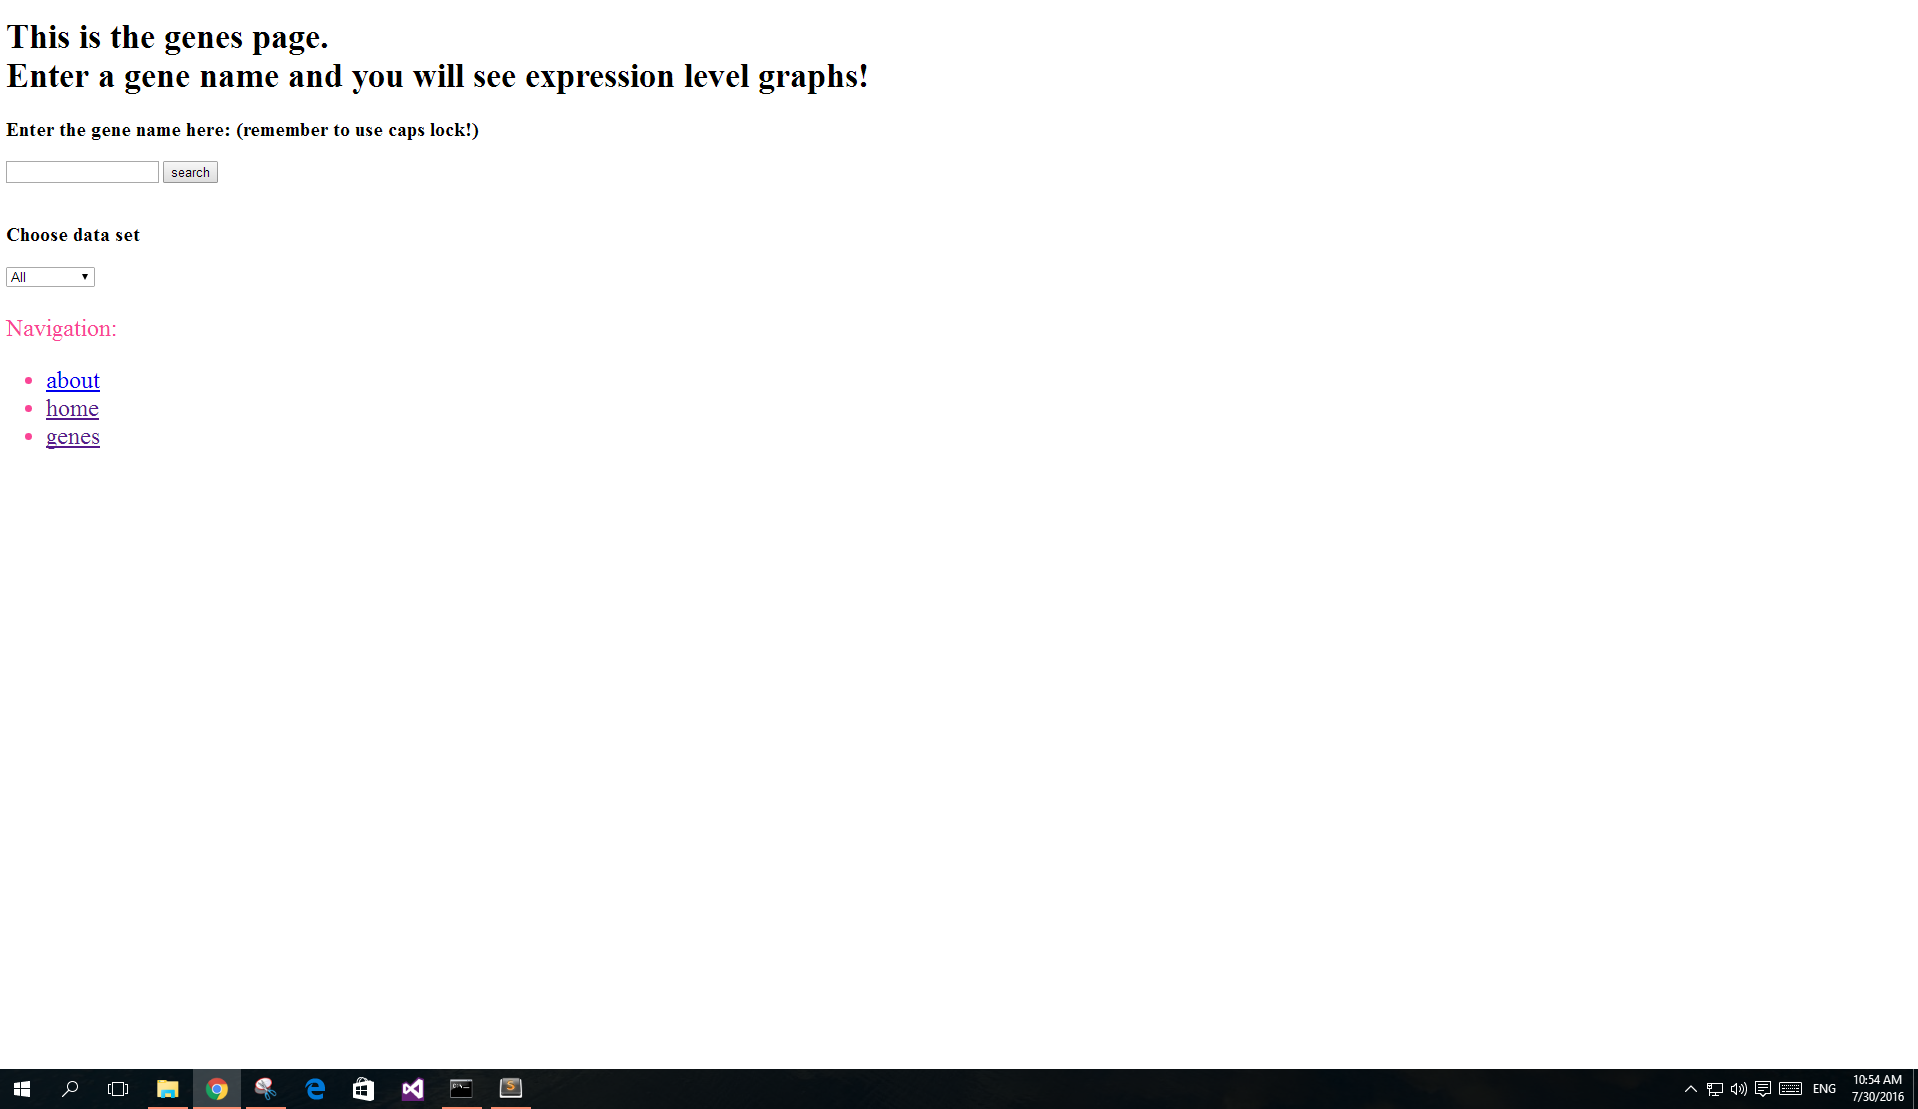 This is the genes page.
Enter a gene name and you will see expression level graphs!
Enter the gene name here: (remember to use caps lock!)
search
Choose data set
All
Navigation:
about
home
genes
ENG
10:54 AM
7/30/2016